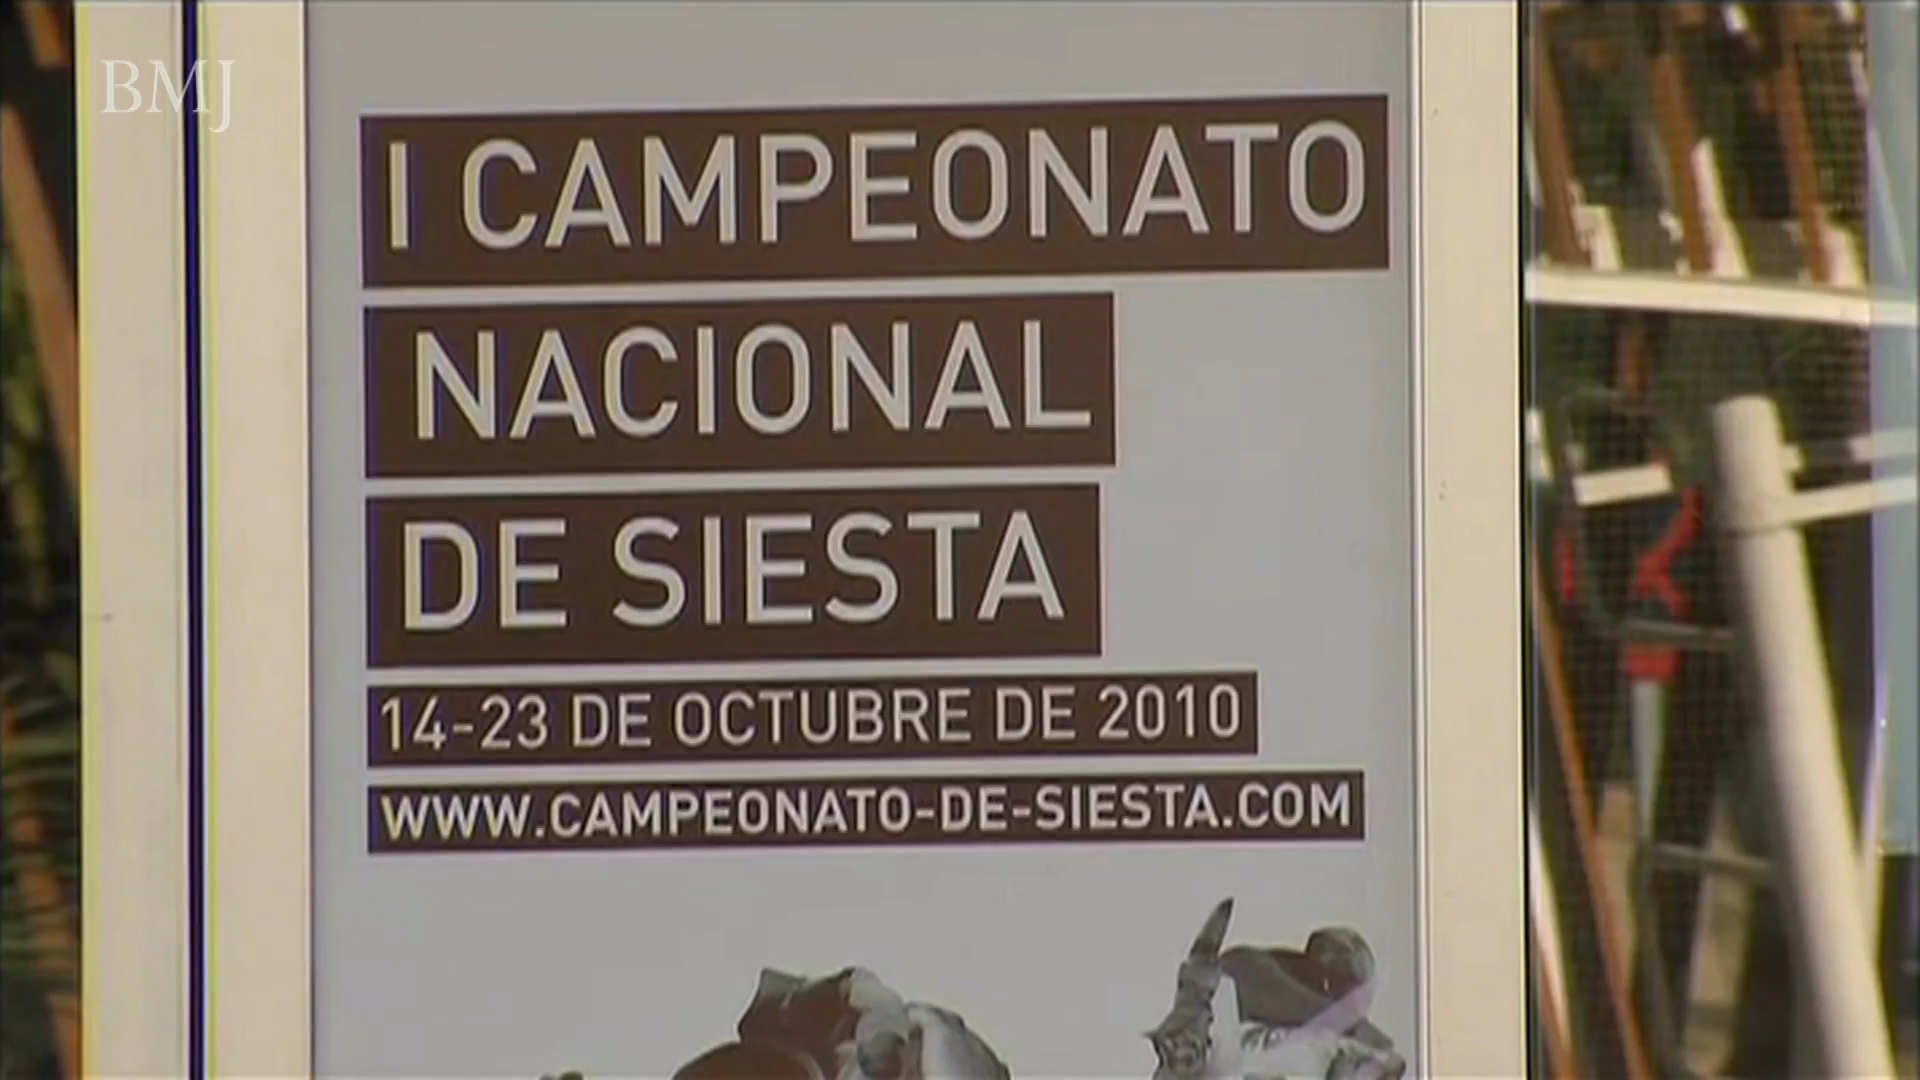 BMJ
I CAMPEONATO
NACIONAL
DE SIESTA
14-23 DE OCTUBRE DE 2010
WWW.CAMPEONATO-DE-SIESTA.COM